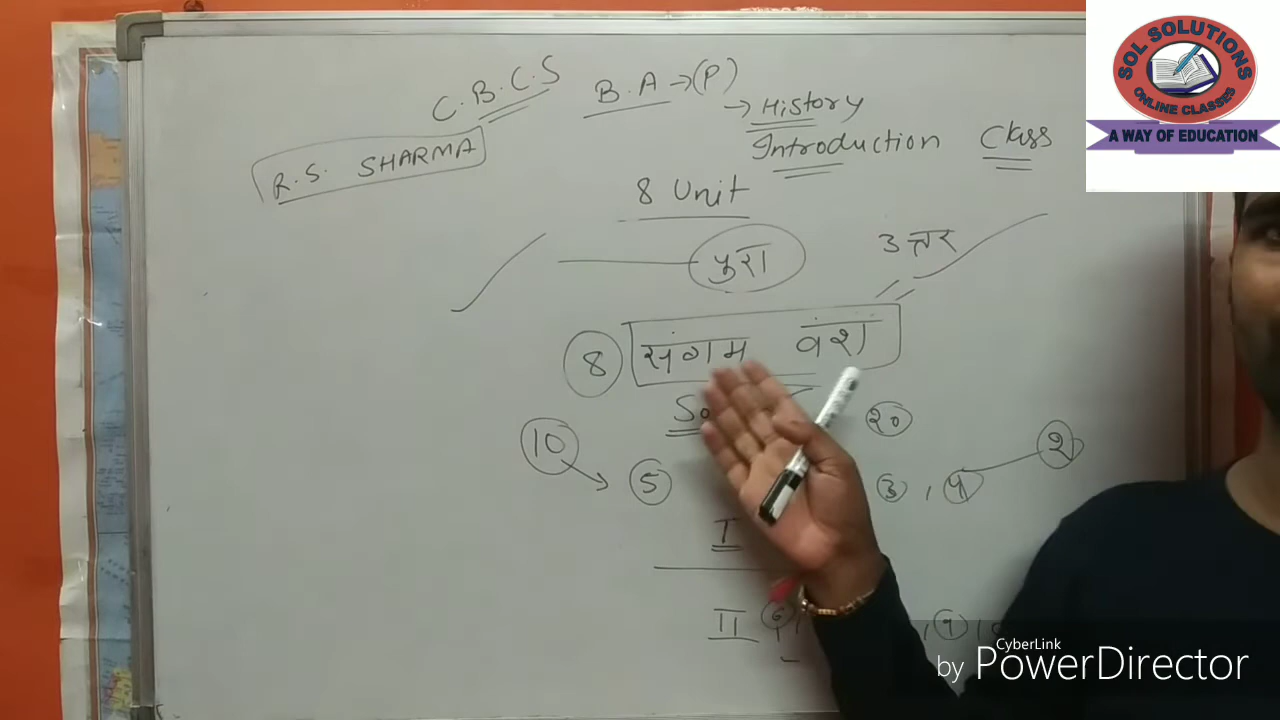 C.B.C.S B.A → (P)
→ History
R.S. SHARMA
Introduction Class
8 Unit
पुरा
उत्तर
8 संगम वंश
So
20
10 → 5
3, 4
2
I
II 6
SOL SOLUTIONS
ONLINE CLASSES
A WAY OF EDUCATION
CyberLink
by PowerDirector